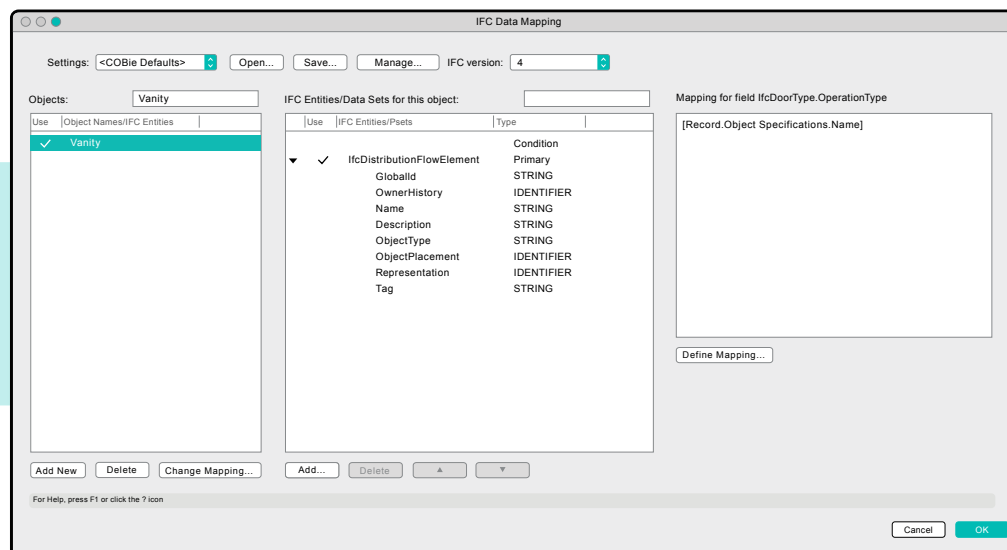 IFC Data Mapping
Settings: <COBie Defaults> Open... Save... Manage... IFC version: 4
Objects: Vanity
Use Object Names/IFC Entities
Vanity
Add New Delete Change Mapping...
IFC Entities/Data Sets for this object:
Use IFC Entities/Psets Type
Condition
IfcDistributionFlowElement Primary
GlobalId STRING
OwnerHistory IDENTIFIER
Name STRING
Description STRING
ObjectType STRING
ObjectPlacement IDENTIFIER
Representation IDENTIFIER
Tag STRING
Add... Delete
Mapping for field IfcDoorType.OperationType
[Record.Object Specifications.Name]
Define Mapping...
For Help, press F1 or click the ? icon
Cancel OK